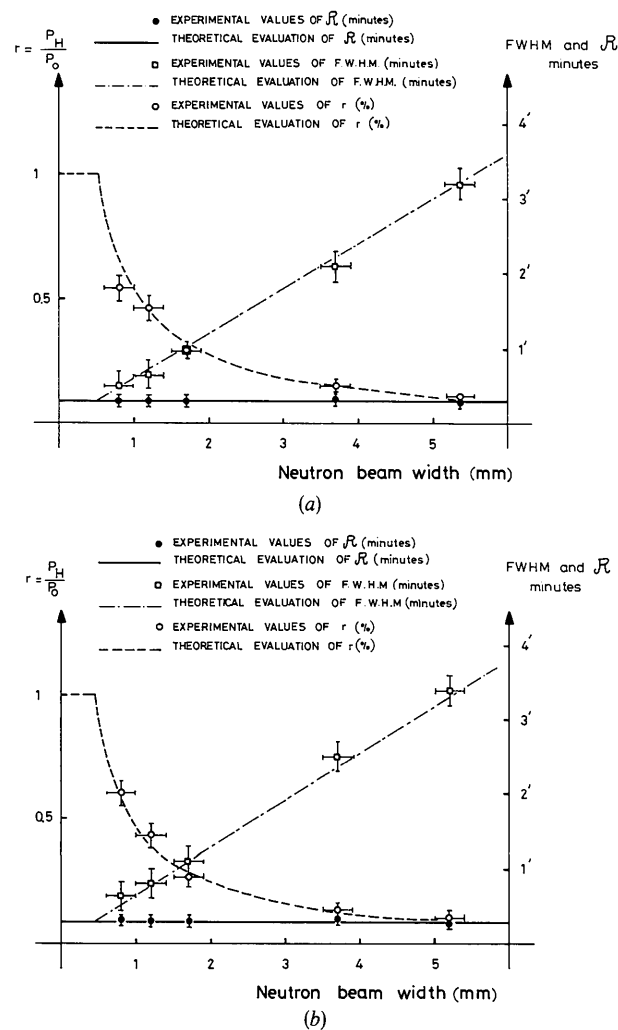 EXPERIMENTAL VALUES OF ℛ (minutes)
THEORETICAL EVALUATION OF ℛ (minutes)
EXPERIMENTAL VALUES OF F.W.H.M. (minutes)
THEORETICAL EVALUATION OF F.W.H.M. (minutes)
EXPERIMENTAL VALUES OF r (%)
THEORETICAL EVALUATION OF r (%)
r = P_H / P_0
FWHM and ℛ
minutes
1
0.5
4'
3'
2'
1'
1 2 3 4 5
Neutron beam width (mm)
(a)
EXPERIMENTAL VALUES OF ℛ (minutes)
THEORETICAL EVALUATION OF ℛ (minutes)
EXPERIMENTAL VALUES OF F.W.H.M (minutes)
THEORETICAL EVALUATION OF F.W.H.M (minutes)
EXPERIMENTAL VALUES OF r (%)
THEORETICAL EVALUATION OF r (%)
r = P_H / P_0
FWHM and ℛ
minutes
1
0.5
4'
3'
2'
1'
1 2 3 4 5
Neutron beam width (mm)
(b)